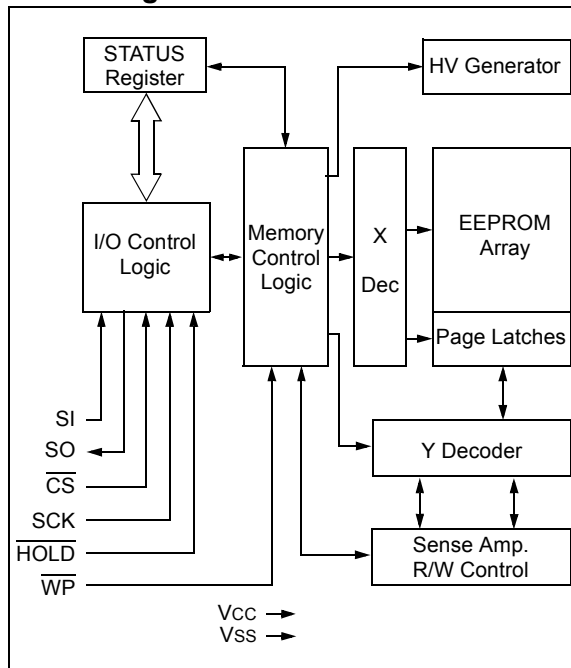 STATUS
Register
HV Generator
I/O Control
Logic
Memory
Control
Logic
X
Dec
EEPROM
Array
Page Latches
Y Decoder
Sense Amp.
R/W Control
SI
SO
CS
SCK
HOLD
WP
VCC
VSS